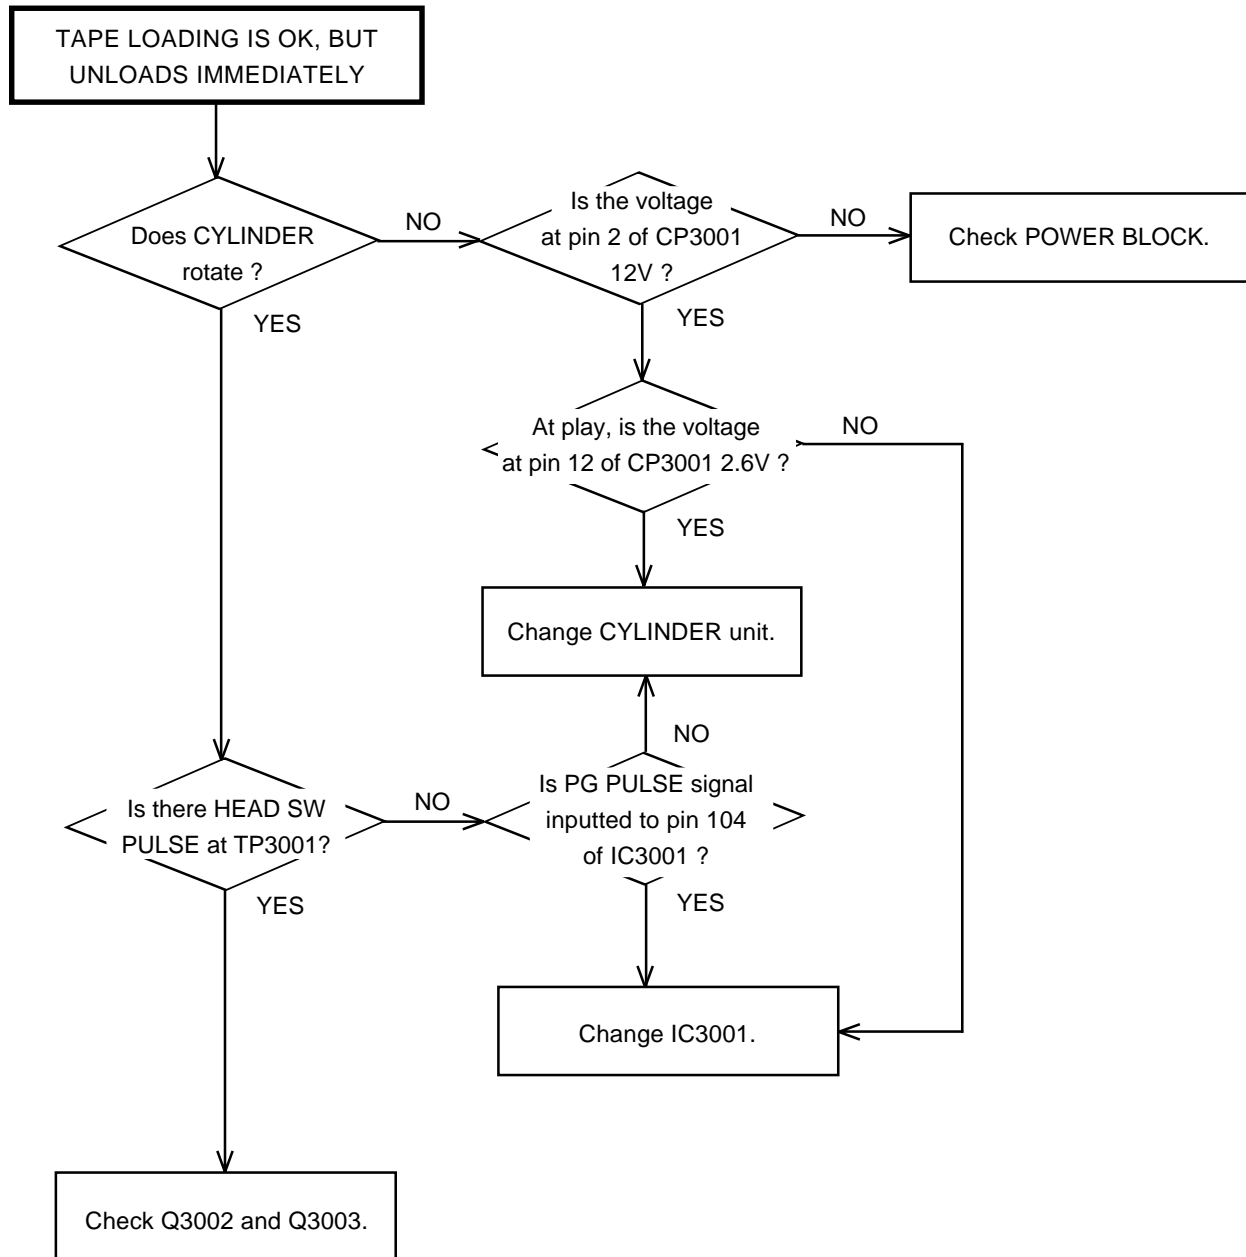 TAPE LOADING IS OK, BUT
UNLOADS IMMEDIATELY
Does CYLINDER
rotate ?
NO
Is the voltage
at pin 2 of CP3001
12V ?
NO
Check POWER BLOCK.
YES
YES
At play, is the voltage
at pin 12 of CP3001 2.6V ?
NO
YES
Change CYLINDER unit.
NO
Is there HEAD SW
PULSE at TP3001?
NO
Is PG PULSE signal
inputted to pin 104
of IC3001 ?
YES
YES
Change IC3001.
Check Q3002 and Q3003.